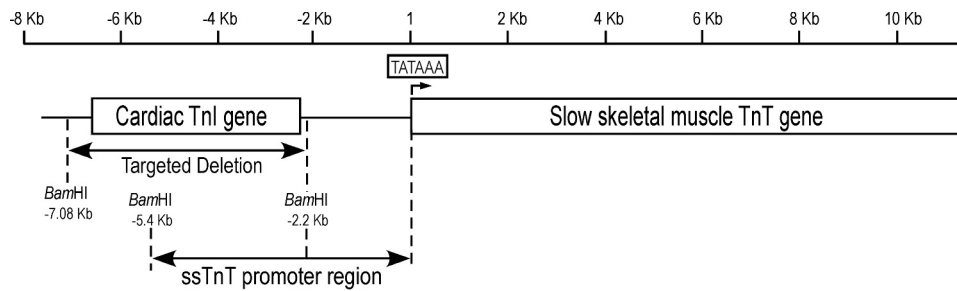 -8 Kb -6 Kb -4 Kb -2 Kb 1 2 Kb 4 Kb 6 Kb 8 Kb 10 Kb
TATAAA
Cardiac TnI gene Slow skeletal muscle TnT gene
Targeted Deletion
BamHI BamHI BamHI
-7.08 Kb -5.4 Kb -2.2 Kb
ssTnT promoter region